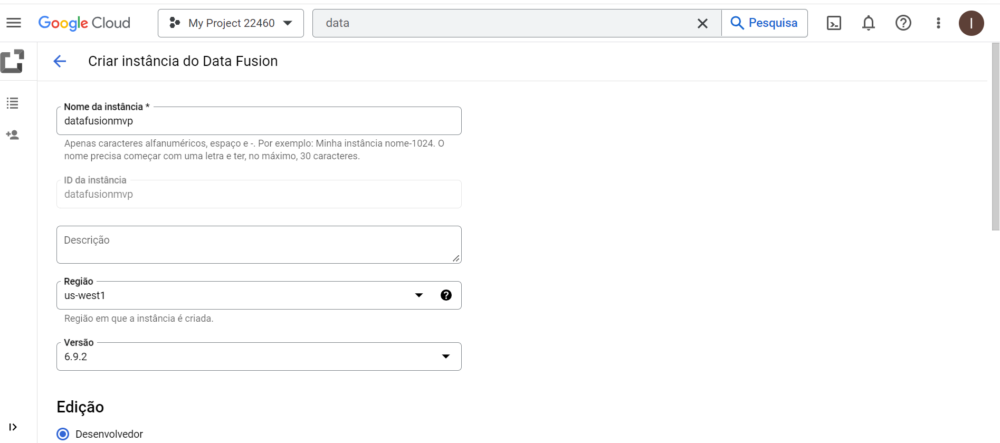 Google Cloud
My Project 22460
data
Pesquisa
I
Criar instância do Data Fusion
Nome da instância *
datafusionmvp
Apenas caracteres alfanuméricos, espaço e -. Por exemplo: Minha instância nome-1024. O
nome precisa começar com uma letra e ter, no máximo, 30 caracteres.
ID da instância
datafusionmvp
Descrição
Região
us-west1
Região em que a instância é criada.
Versão
6.9.2
Edição
Desenvolvedor